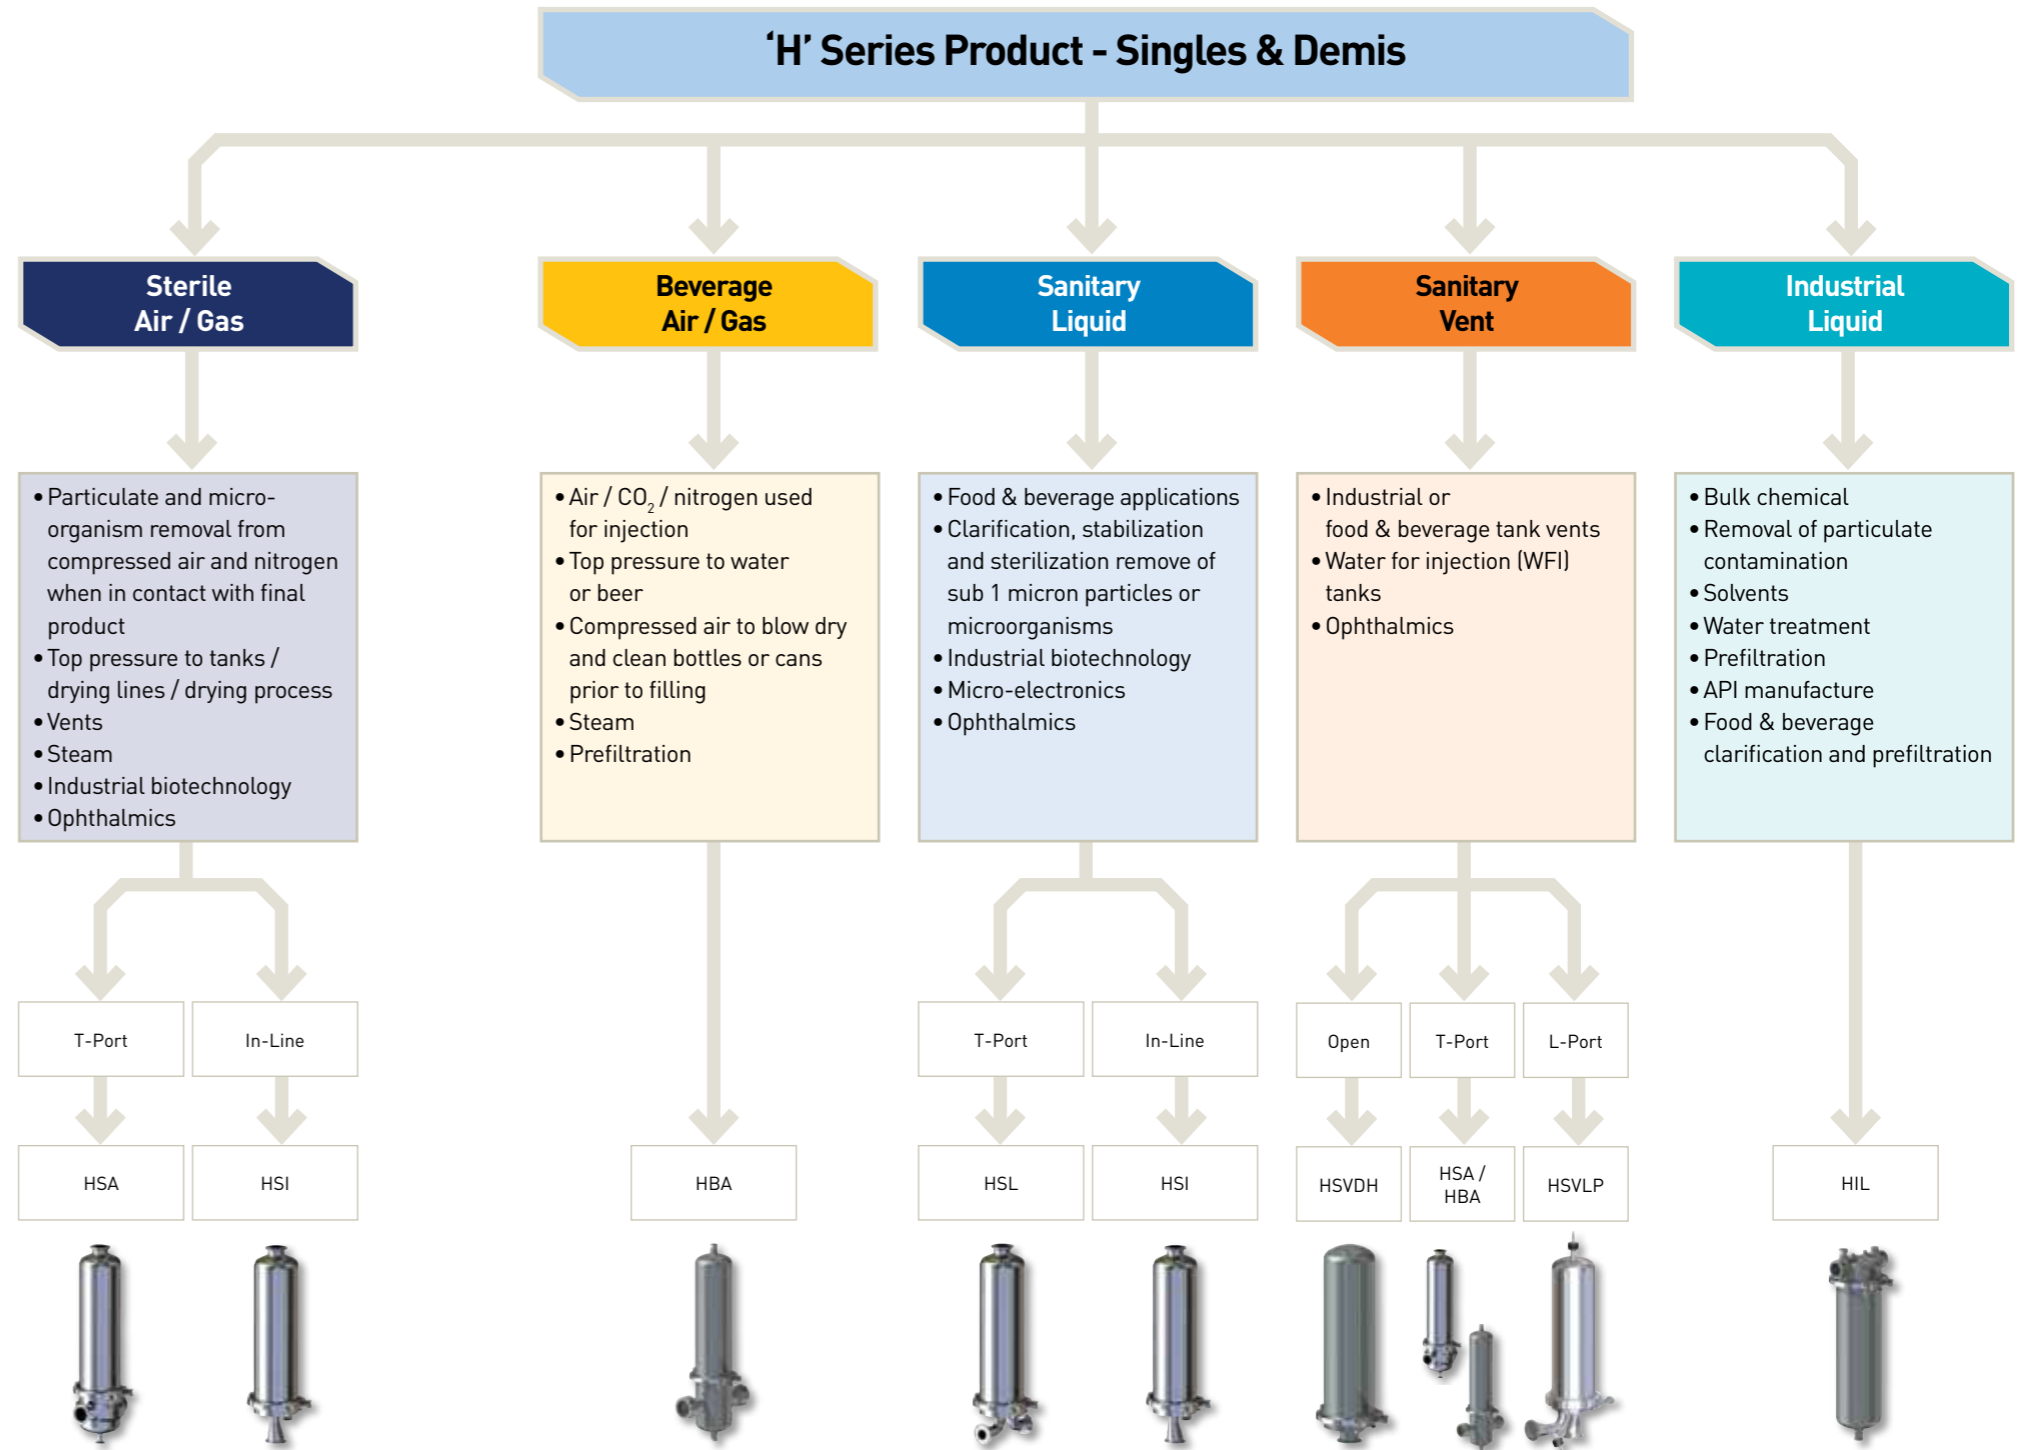 ‘H’ Series Product - Singles & Demis
Sterile
Air / Gas
Beverage
Air / Gas
Sanitary
Liquid
Sanitary
Vent
Industrial
Liquid
• Particulate and micro-
organism removal from
compressed air and nitrogen
when in contact with final
product
• Top pressure to tanks /
drying lines / drying process
• Vents
• Steam
• Industrial biotechnology
• Ophthalmics
• Air / CO₂ / nitrogen used
for injection
• Top pressure to water
or beer
• Compressed air to blow dry
and clean bottles or cans
prior to filling
• Steam
• Prefiltration
• Food & beverage applications
• Clarification, stabilization
and sterilization remove of
sub 1 micron particles or
microorganisms
• Industrial biotechnology
• Micro-electronics
• Ophthalmics
• Industrial or
food & beverage tank vents
• Water for injection (WFI)
tanks
• Ophthalmics
• Bulk chemical
• Removal of particulate
contamination
• Solvents
• Water treatment
• Prefiltration
• API manufacture
• Food & beverage
clarification and prefiltration
T-Port
In-Line
T-Port
In-Line
Open
T-Port
L-Port
HSA
HSI
HBA
HSL
HSI
HSVDH
HSA /
HBA
HSVLP
HIL